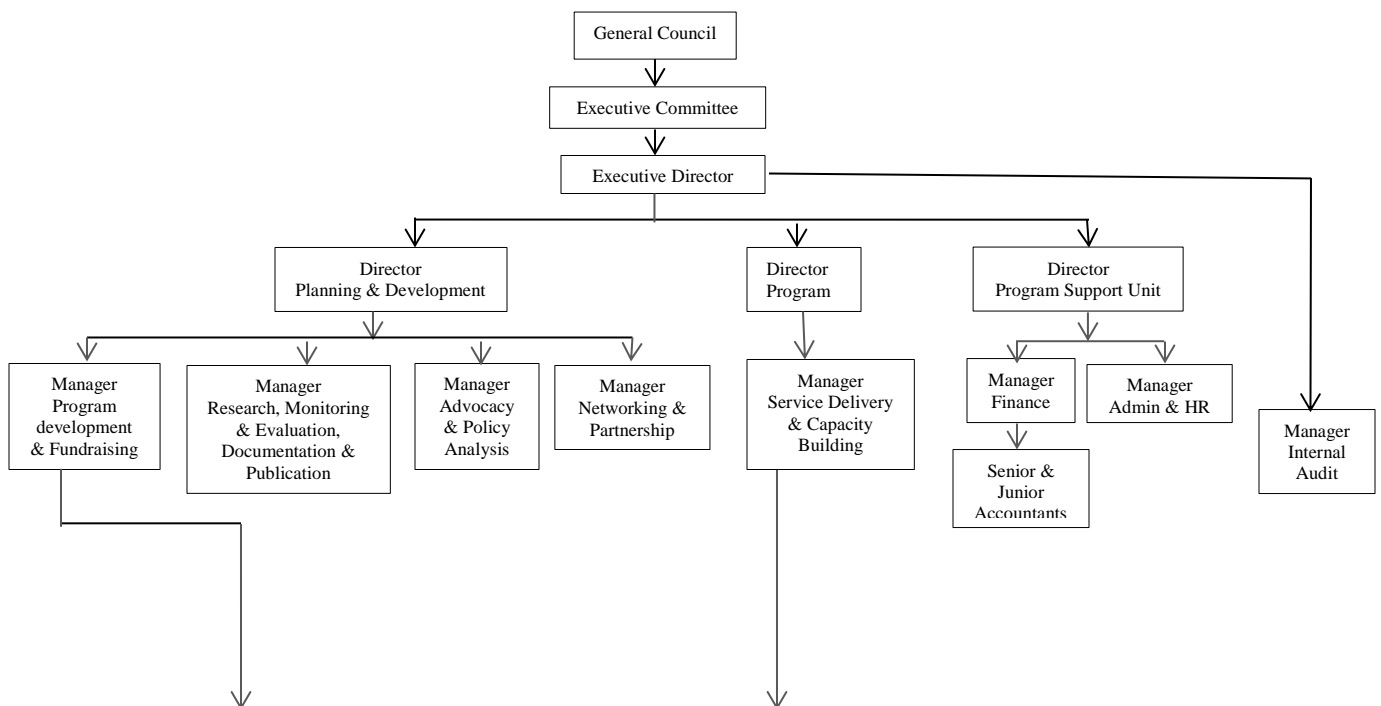 General Council
Executive Committee
Executive Director
Director
Planning & Development
Director
Program
Director
Program Support Unit
Manager
Program
development
& Fundraising
Manager
Research, Monitoring
& Evaluation,
Documentation &
Publication
Manager
Advocacy
& Policy
Analysis
Manager
Networking &
Partnership
Manager
Service Delivery
& Capacity
Building
Manager
Finance
Manager
Admin & HR
Senior &
Junior
Accountants
Manager
Internal
Audit